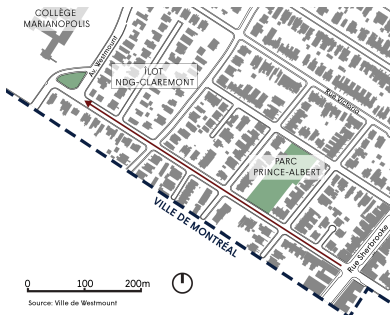 COLLÈGE
MARIANOPOLIS
Av. Westmount
ÎLOT
NDG-CLAREMONT
Rue Victoria
PARC
PRINCE-ALBERT
VILLE DE MONTRÉAL
Rue Sherbrooke
0 100 200m
Source: Ville de Westmount